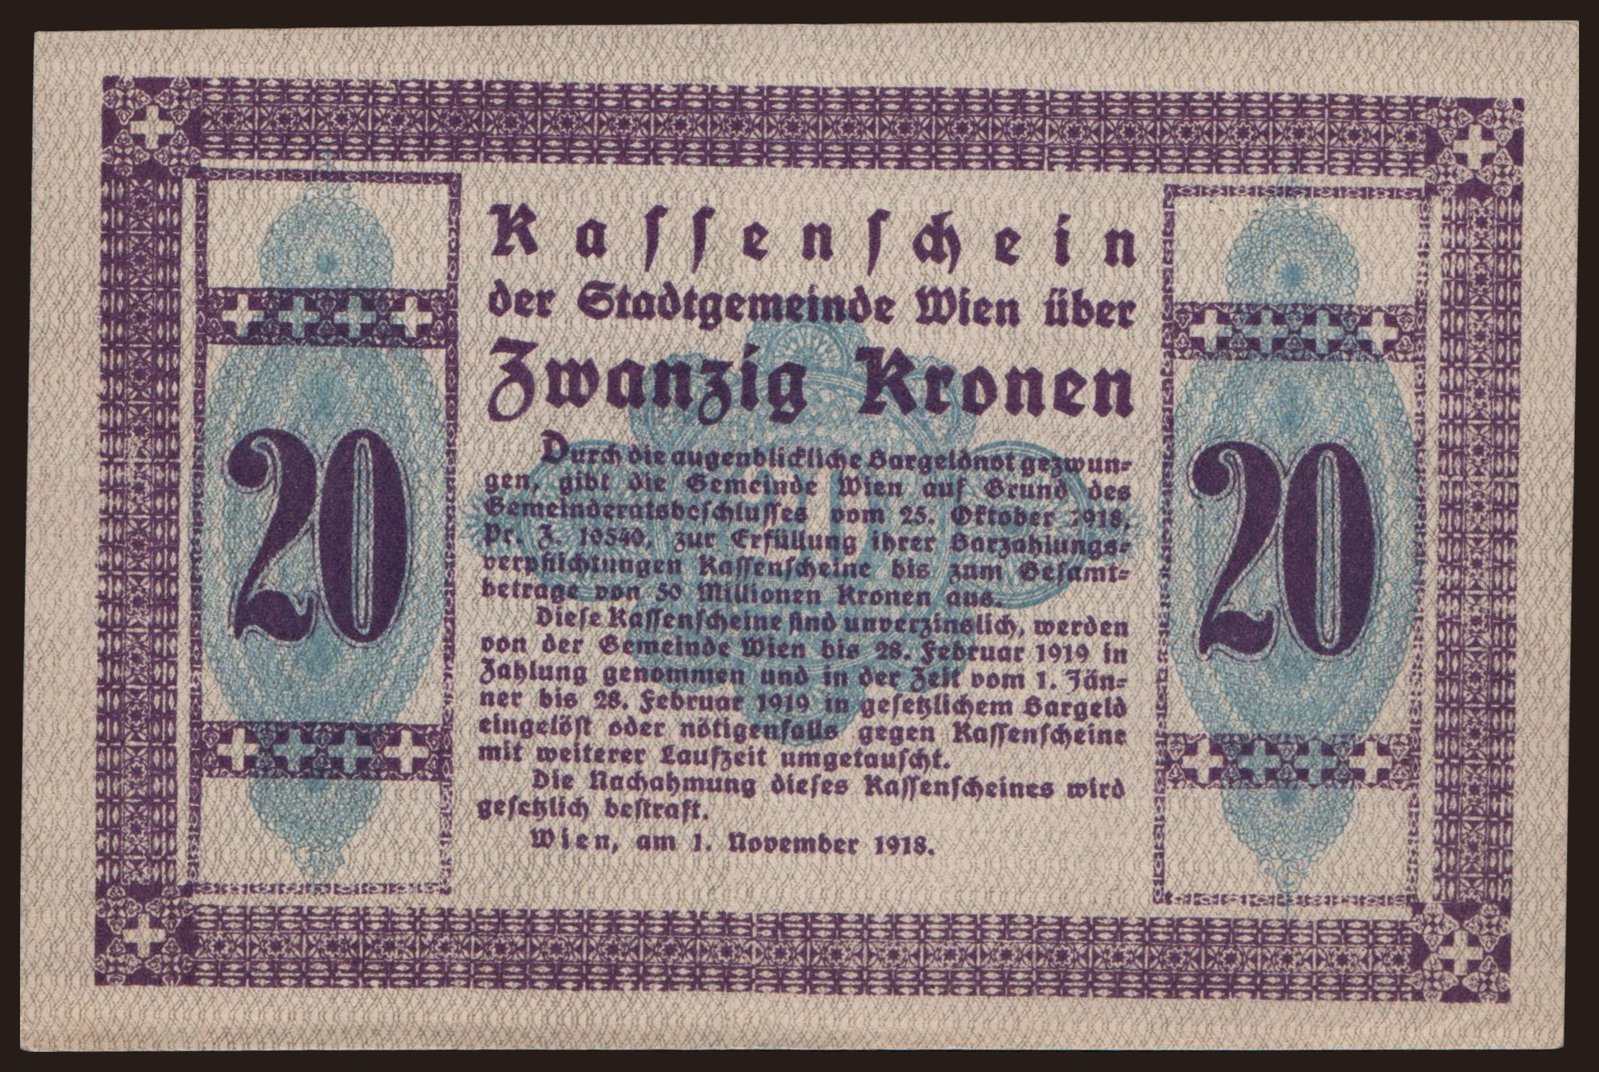 Kassenschein
der Stadtgemeinde Wien über
Zwanzig Kronen
20
Durch die augenblickliche Bargeldnot gezwun=
gen, gibt die Gemeinde Wien auf Grund des
Gemeinderatsbeschlusses vom 25. Oktober 1918,
Pr. Z. 10540, zur Erfüllung ihrer Barzahlungs=
verpflichtungen Kassenscheine bis zum Gesamt=
betrage von 50 Millionen Kronen aus.
Diese Kassenscheine sind unverzinslich, werden
von der Gemeinde Wien bis 28. Februar 1919 in
Zahlung genommen und in der Zeit vom 1. Jän=
ner bis 28. Februar 1919 in gesetzlichem Bargeld
eingelöst oder nötigenfalls gegen Kassenscheine
mit weiterer Laufzeit umgetauscht.
Die Nachahmung dieses Kassenscheines wird
gesetzlich bestraft.
Wien, am 1. November 1918.
20